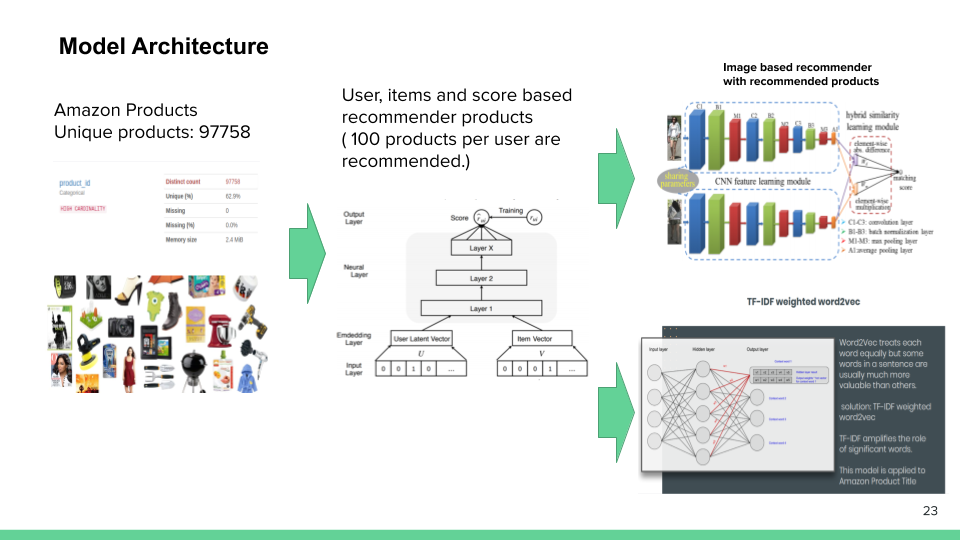 Model Architecture
Amazon Products
Unique products: 97758
product_id
Categorical
HIGH CARDINALITY
Distinct count 97758
Unique (%) 62.9%
Missing 0
Missing (%) 0.0%
Memory size 2.4 MiB
User, items and score based
recommender products
( 100 products per user are
recommended.)
Output
Layer
Score
Training
Neural
Layer
Layer X
Layer 2
Layer 1
Emdedding
Layer
User Latent Vector
Item Vector
U
V
Input
Layer
0 0 1 0 ...
0 0 0 1 ...
Image based recommender
with recommended products
C1 B1 M1 C2 B2 M2 C3 B3 M3 A1
hybrid similarity
learning module
element-wise
abs. difference
sharing
parameters
CNN feature learning module
matching
score
element-wise
multiplication
C1-C3: convolution layer
B1-B3: batch normalization layer
M1-M3: max pooling layer
A1:average pooling layer
TF-IDF weighted word2vec
Input layer
Hidden layer
Output layer
Word2Vec treats each
word equally but some
words in a sentence are
usually much more
valuable than others.
solution: TF-IDF weighted
word2vec
TF-IDF amplifies the role
of significant words.
This model is applied to
Amazon Product Title
23